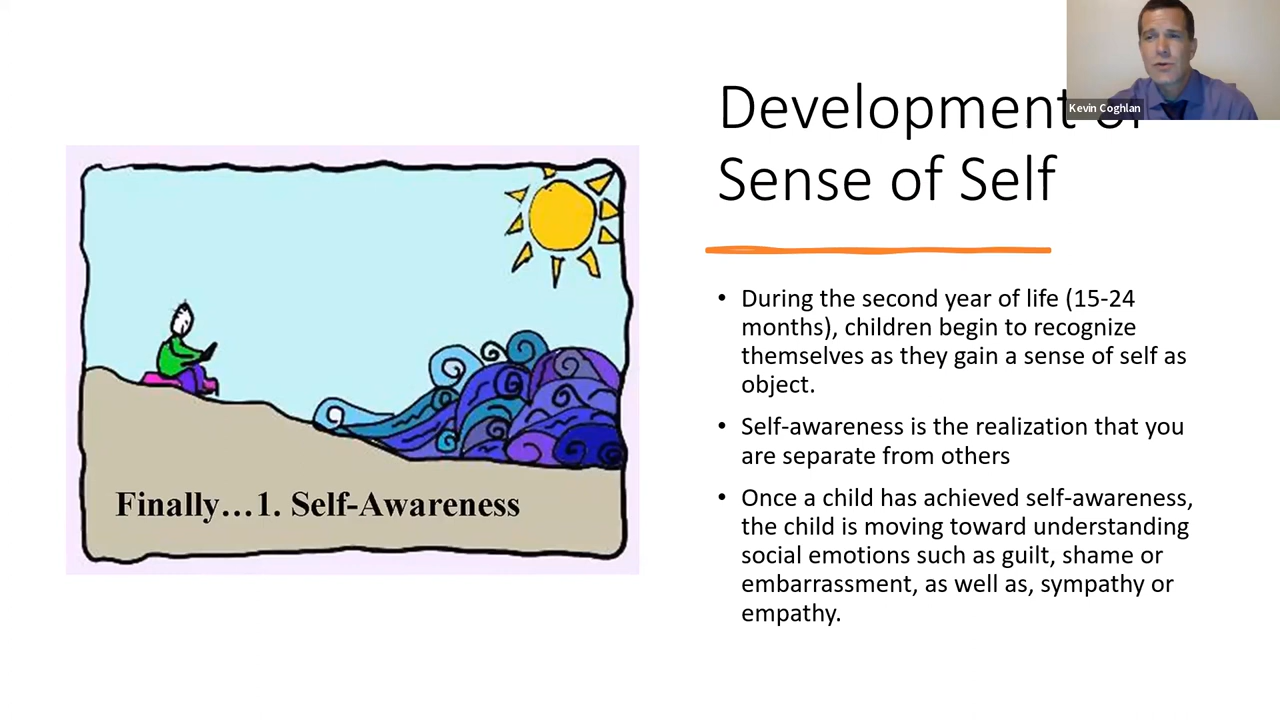 Development of
Sense of Self
Kevin Coghlan
• During the second year of life (15-24
months), children begin to recognize
themselves as they gain a sense of self as
object.
• Self-awareness is the realization that you
are separate from others
• Once a child has achieved self-awareness,
the child is moving toward understanding
social emotions such as guilt, shame or
embarrassment, as well as, sympathy or
empathy.
Finally...1. Self-Awareness